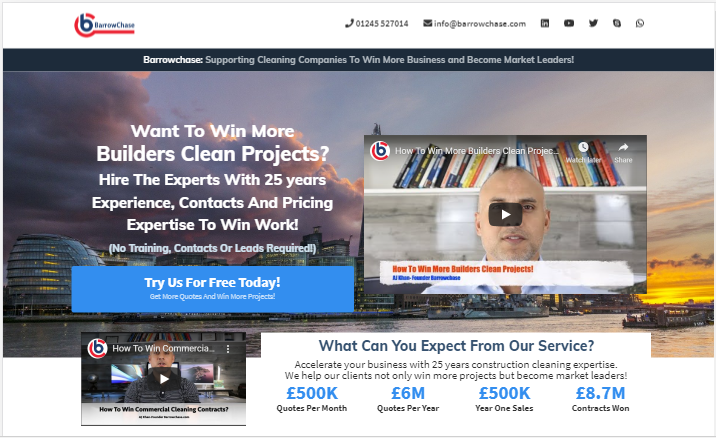 BarrowChase
01245 527014
info@barrowchase.com
Barrowchase: Supporting Cleaning Companies To Win More Business and Become Market Leaders!
Want To Win More
Builders Clean Projects?
Hire The Experts With 25 years
Experience, Contacts And Pricing
Expertise To Win Work!
(No Training, Contacts Or Leads Required!)
Try Us For Free Today!
Get More Quotes And Win More Projects!
How To Win More Builders Clean Projec...
Watch later
Share
How To Win More Builders Clean Projects!
AJ Khan- Founder Barrowchase
How To Win Commercia...
How To Win Commercial Cleaning Contracts?
AJ Khan-Founder Barrowchase.com
What Can You Expect From Our Service?
Accelerate your business with 25 years construction cleaning expertise.
We help our clients not only win more projects but become market leaders!
£500K
£6M
£500K
£8.7M
Quotes Per Month
Quotes Per Year
Year One Sales
Contracts Won